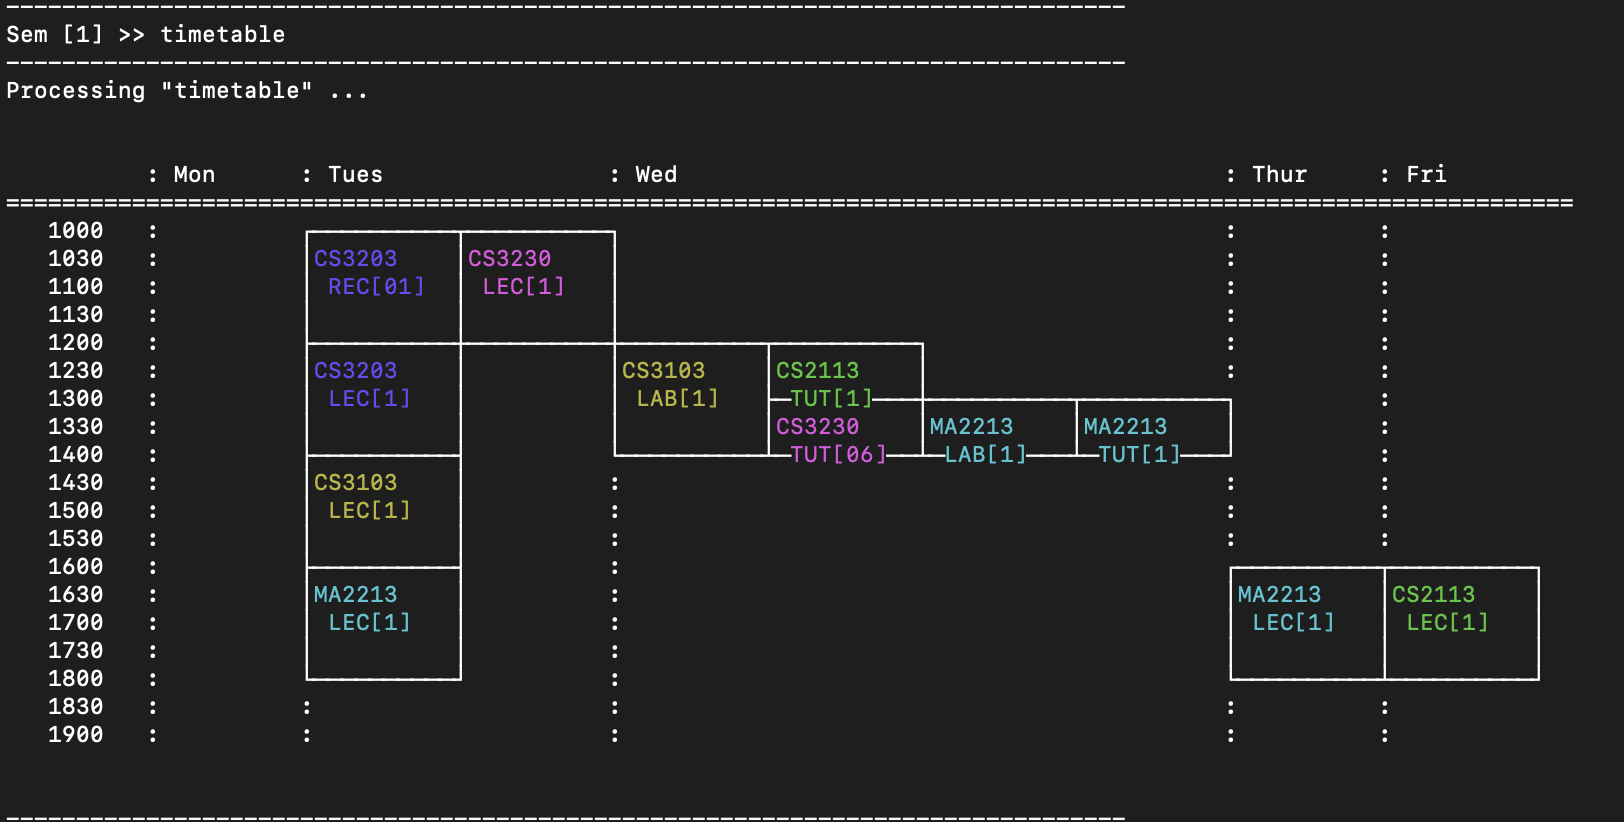 Sem [1] >> timetable
Processing "timetable" ...
: Mon : Tues : Wed : Thur : Fri
1000 : : :
1030 : CS3203 CS3230 : :
1100 : REC[01] LEC[1] : :
1130 : : :
1200 : : :
1230 : CS3203 CS3103 CS2113 : :
1300 : LEC[1] LAB[1] TUT[1] :
1330 : CS3230 MA2213 MA2213 :
1400 : TUT[06] LAB[1] TUT[1] :
1430 : CS3103 : : :
1500 : LEC[1] : : :
1530 : : : :
1600 : :
1630 : MA2213 : MA2213 CS2113
1700 : LEC[1] : LEC[1] LEC[1]
1730 : :
1800 : :
1830 : : : : :
1900 : : : : :